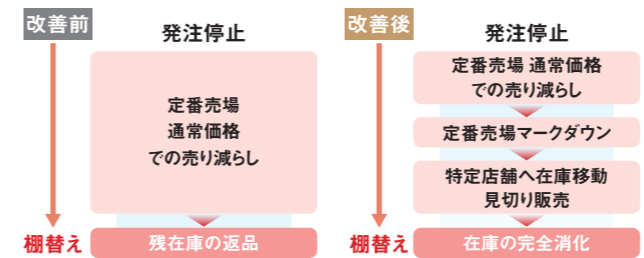 改善前
発注停止
定番売場
通常価格
での売り減らし
棚替え
残在庫の返品
改善後
発注停止
定番売場 通常価格
での売り減らし
定番売場マークダウン
特定店舗へ在庫移動
見切り販売
棚替え
在庫の完全消化